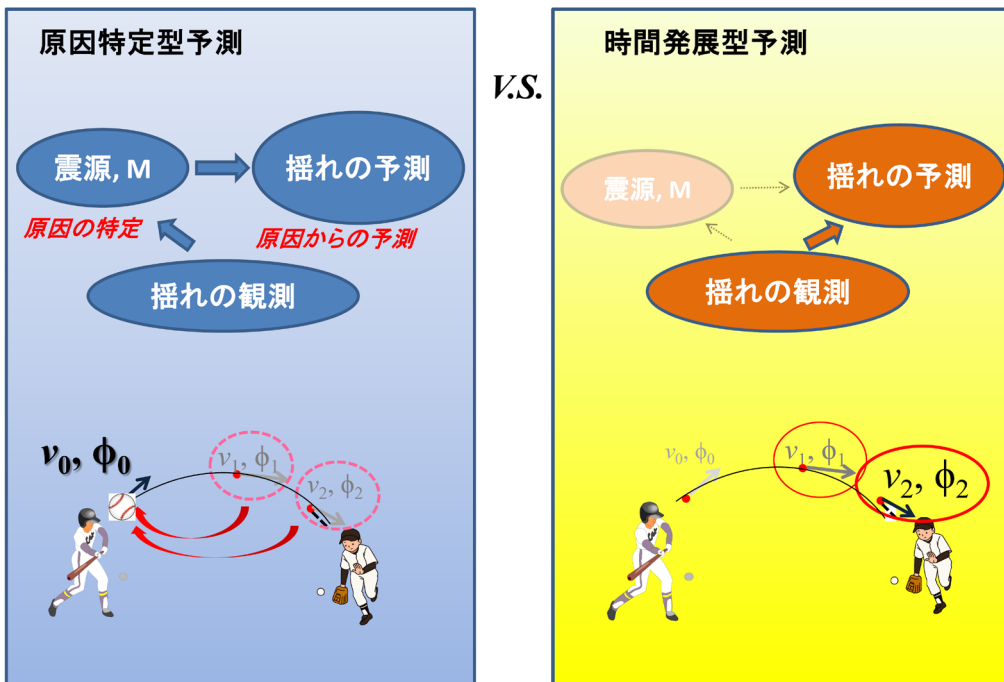 原因特定型予測
震源, M
揺れの予測
原因の特定
原因からの予測
揺れの観測
v₀, ϕ₀
v₁, ϕ₁
v₂, ϕ₂
V.S.
時間発展型予測
震源, M
揺れの予測
揺れの観測
v₀, ϕ₀
v₁, ϕ₁
v₂, ϕ₂